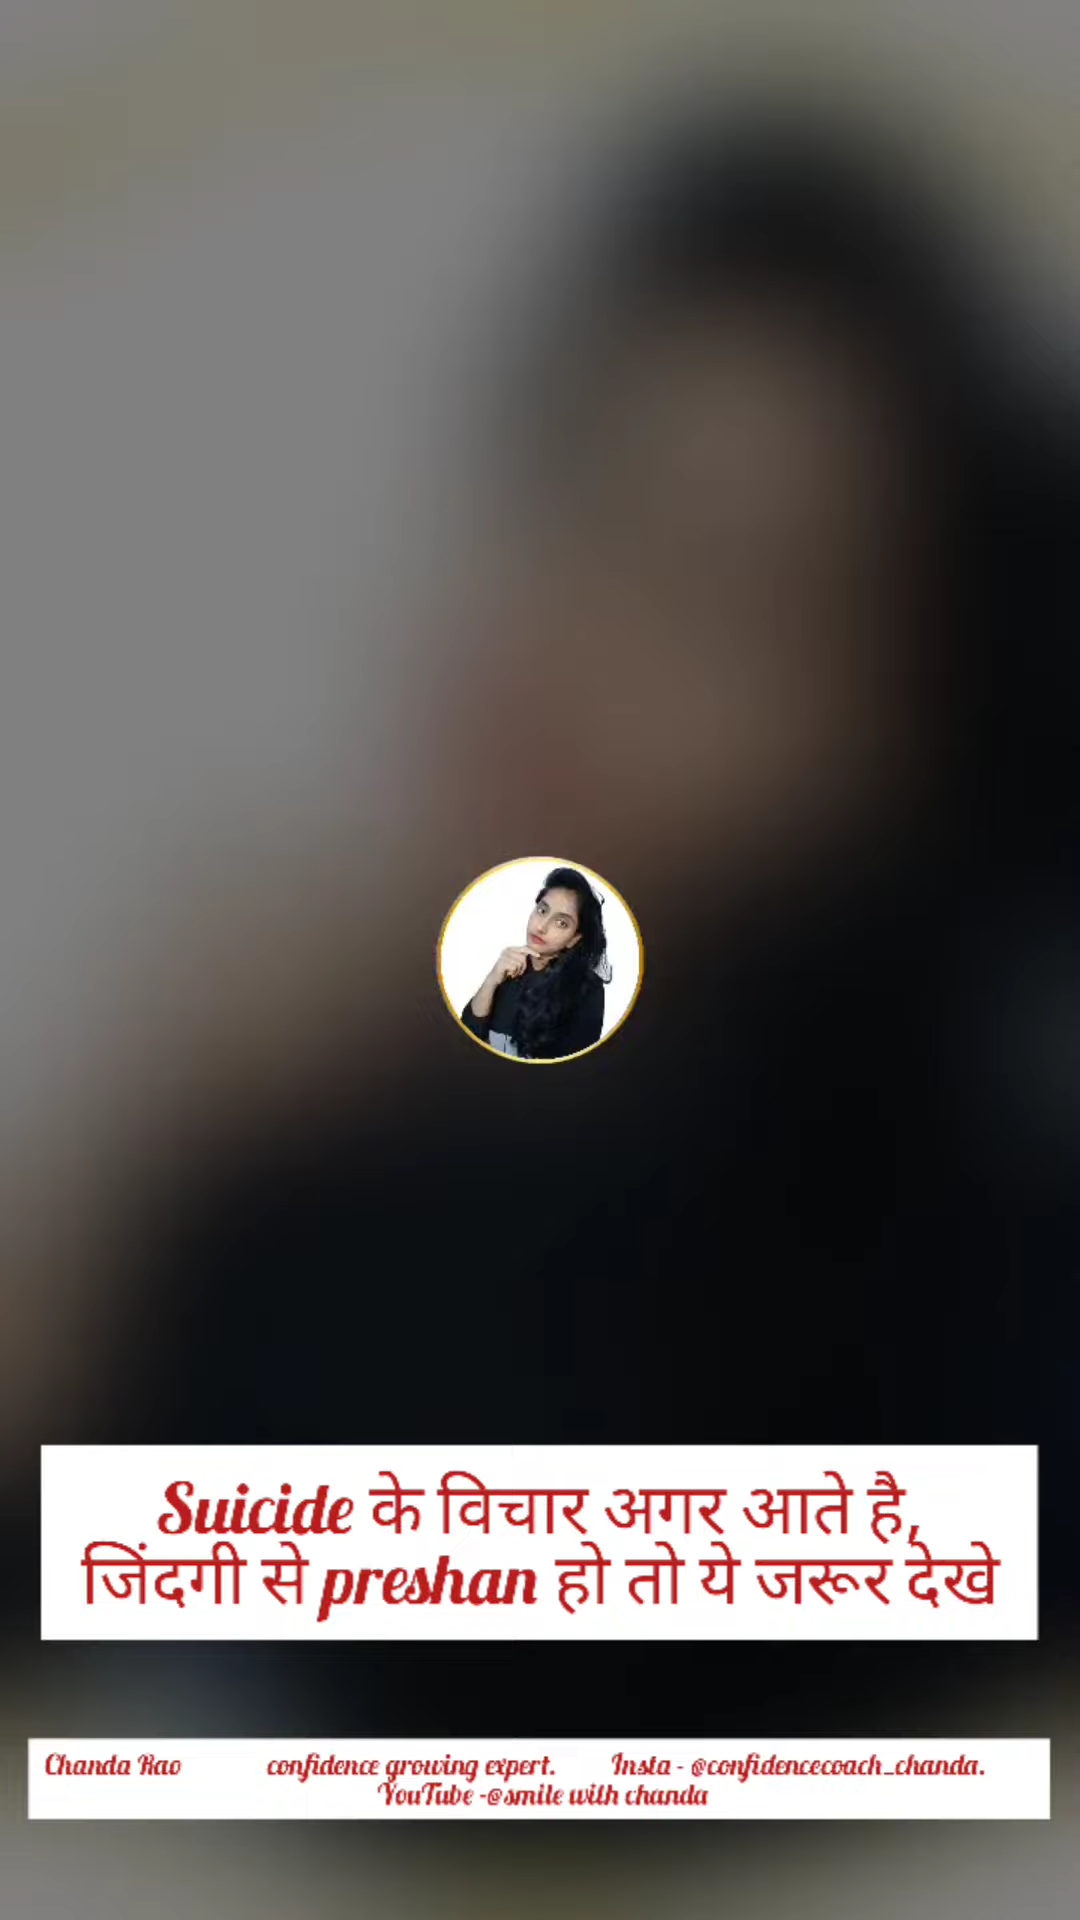 Suicide के विचार अगर आते है,
जिंदगी से preshan हो तो ये जरूर देखे
Chanda Rao confidence growing expert. Insta - @confidencecoach_chanda.
YouTube -@smile with chanda